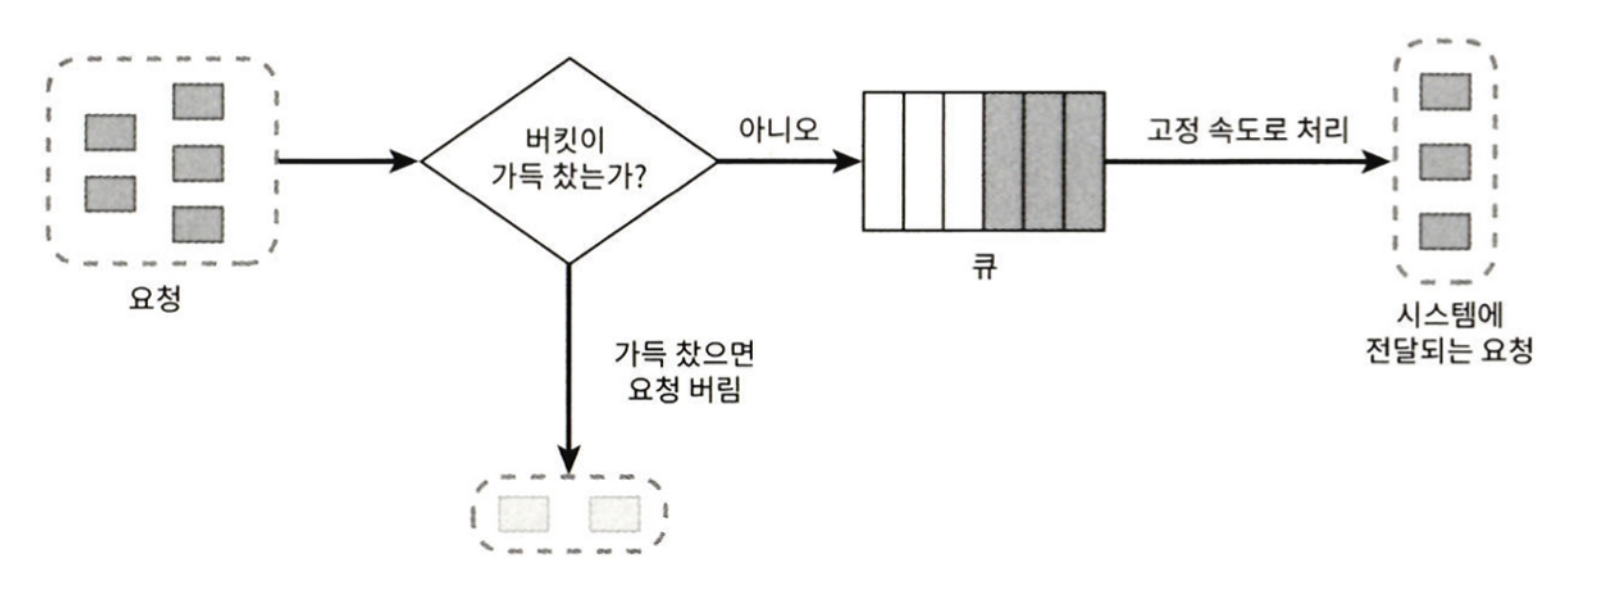 요청
버킷이
가득 찼는가?
아니오
가득 찼으면
요청 버림
큐
고정 속도로 처리
시스템에
전달되는 요청